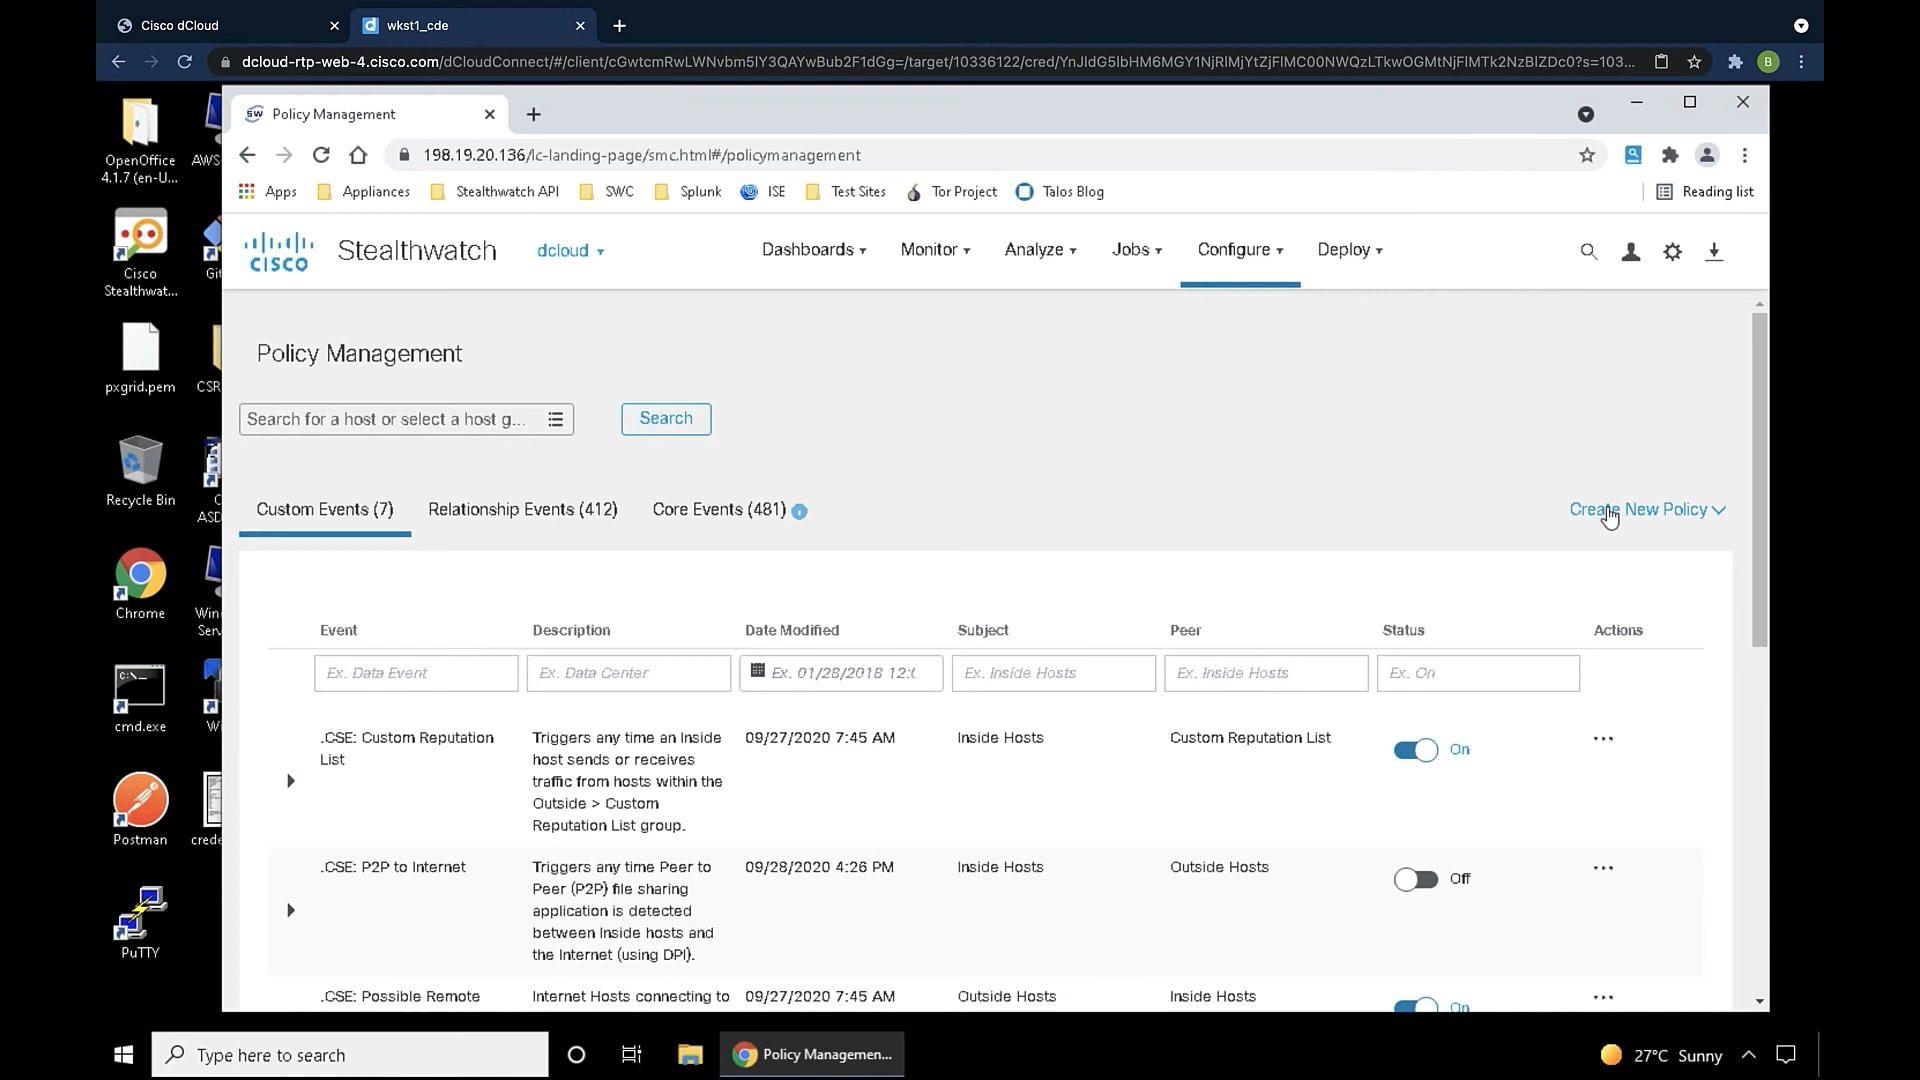 Cisco dCloud
wkst1_cde
dcloud-rtp-web-4.cisco.com/dCloudConnect/#/client/
Policy Management
198.19.20.136/lc-landing-page/smc.html#/policymanagement
Apps
Appliances
Stealthwatch API
SWC
Splunk
ISE
Test Sites
Tor Project
Talos Blog
Reading list
CISCO
Stealthwatch
dcloud
Dashboards
Monitor
Analyze
Jobs
Configure
Deploy
Policy Management
Search for a host or select a host g...
Search
Custom Events (7)
Relationship Events (412)
Core Events (481)
Create New Policy
Event
Description
Date Modified
Subject
Peer
Status
Actions
Ex. Data Event
Ex. Data Center
Ex. 01/28/2018 12:
Ex. Inside Hosts
Ex. Inside Hosts
Ex. On
.CSE: Custom Reputation
List
Triggers any time an Inside
host sends or receives
traffic from hosts within the
Outside > Custom
Reputation List group.
09/27/2020 7:45 AM
Inside Hosts
Custom Reputation List
On
.CSE: P2P to Internet
Triggers any time Peer to
Peer (P2P) file sharing
application is detected
between Inside hosts and
the Internet (using DPI).
09/28/2020 4:26 PM
Inside Hosts
Outside Hosts
Off
.CSE: Possible Remote
Internet Hosts connecting to
09/27/2020 7:45 AM
Outside Hosts
Inside Hosts
On
OpenOffice
4.1.7 (en-U...
AWS
Cisco
Stealthwat...
Git
pxgrid.pem
CSR
Recycle Bin
ASD
Chrome
Win
Serv
cmd.exe
Wi
Postman
crede
PuTTY
Type here to search
Policy Managemen...
27°C Sunny
B